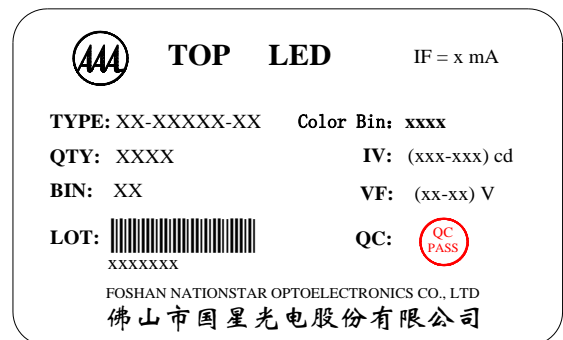 AAA TOP LED IF = x mA
TYPE: XX-XXXXX-XX Color Bin: xxxx
QTY: XXXX IV: (xxx-xxx) cd
BIN: XX VF: (xx-xx) V
LOT: QC: QC PASS
xxxxxxx
FOSHAN NATIONSTAR OPTOELECTRONICS CO., LTD
佛山市国星光电股份有限公司